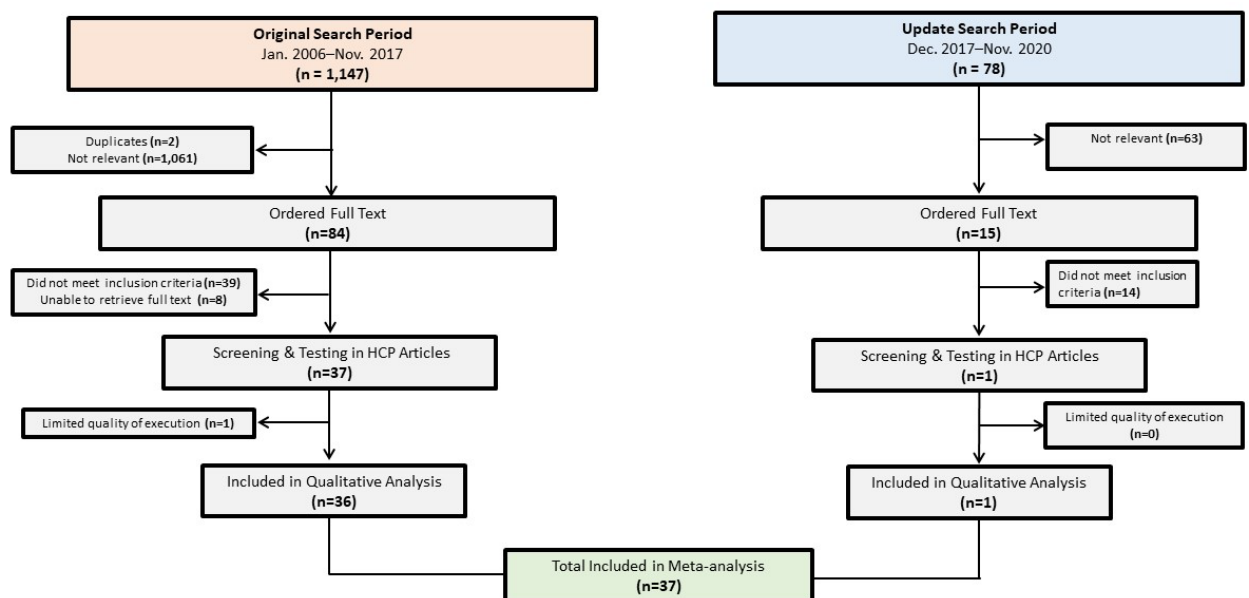 Original Search Period
Jan. 2006–Nov. 2017
(n = 1,147)
Duplicates (n=2)
Not relevant (n=1,061)
Ordered Full Text
(n=84)
Did not meet inclusion criteria (n=39)
Unable to retrieve full text (n=8)
Screening & Testing in HCP Articles
(n=37)
Limited quality of execution (n=1)
Included in Qualitative Analysis
(n=36)
Update Search Period
Dec. 2017–Nov. 2020
(n = 78)
Not relevant (n=63)
Ordered Full Text
(n=15)
Did not meet inclusion
criteria (n=14)
Screening & Testing in HCP Articles
(n=1)
Limited quality of execution
(n=0)
Included in Qualitative Analysis
(n=1)
Total Included in Meta-analysis
(n=37)